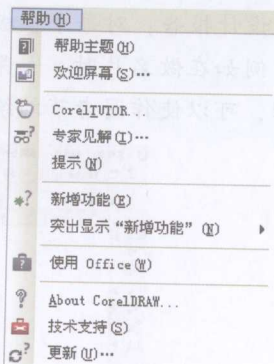 帮助(H)
帮助主题(H)
欢迎屏幕(S)…
CorelTUTOR...
专家见解(I)…
提示(N)
新增功能(E)
突出显示“新增功能”(N)
使用 Office(W)
About CorelDRAW...
技术支持(S)
更新(U)…